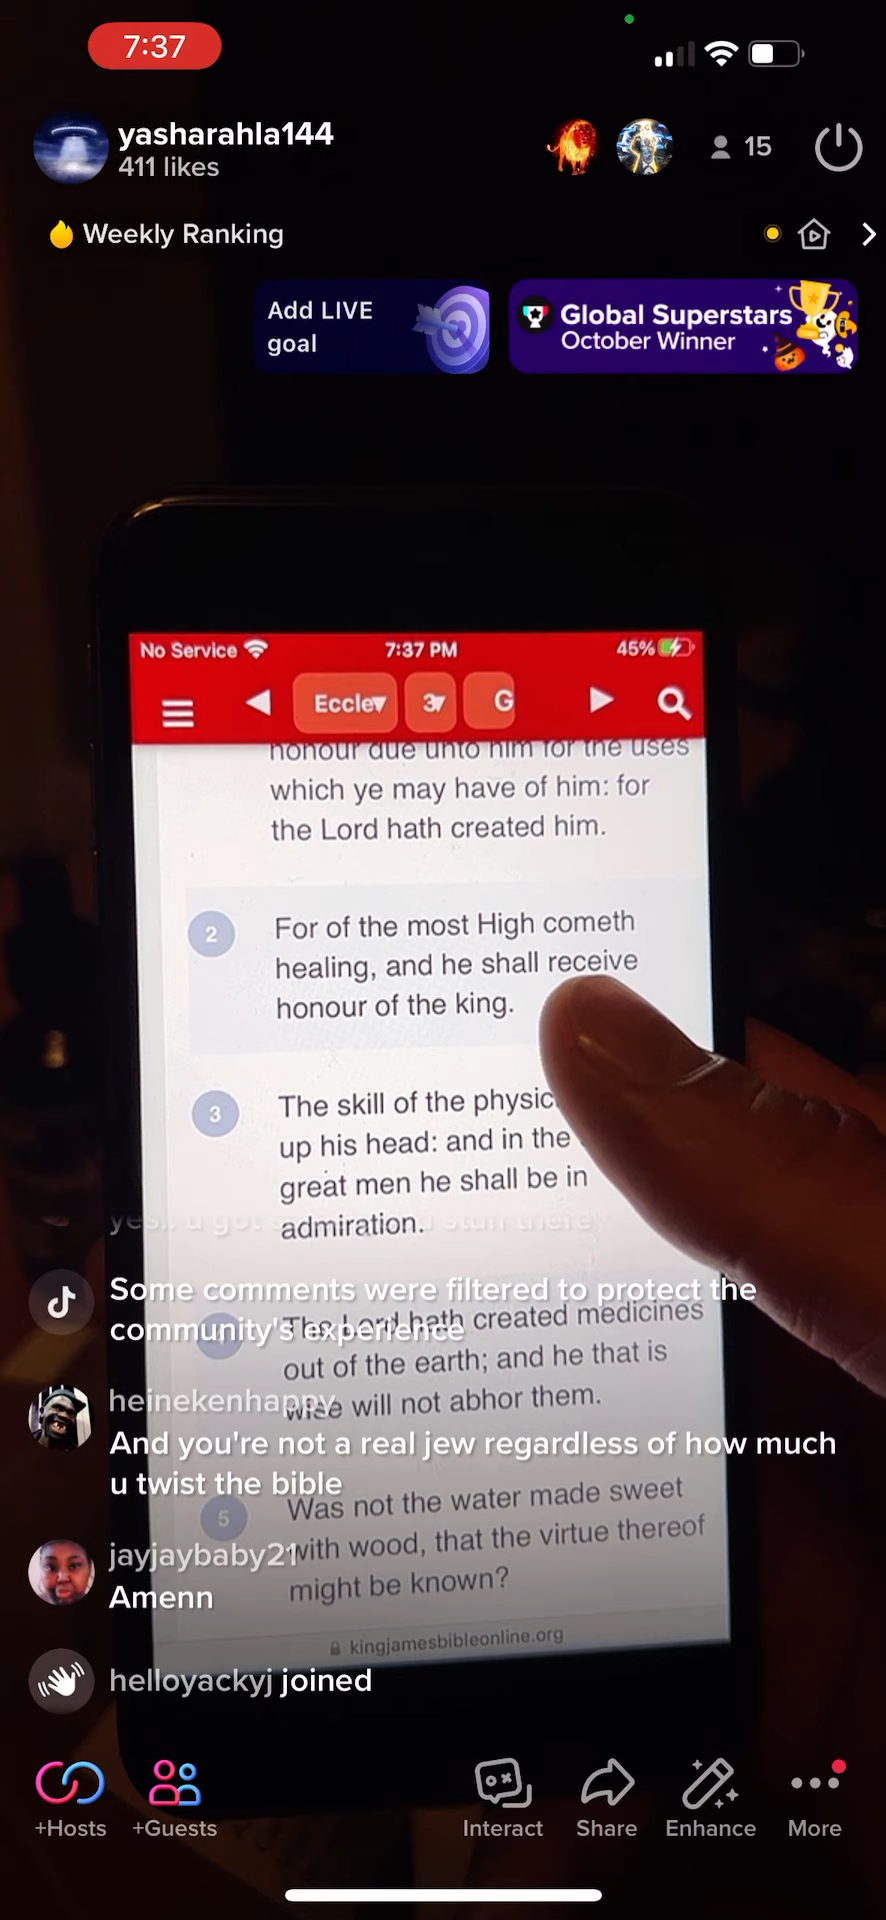 7:37
yasharahla144
411 likes
15
Weekly Ranking
Add LIVE
goal
Global Superstars
October Winner
No Service
7:37 PM
45%
Eccle
3
G
honour due unto him for the uses
which ye may have of him: for
the Lord hath created him.
2
For of the most High cometh
healing, and he shall receive
honour of the king.
3
The skill of the physic
up his head: and in the
great men he shall be in
admiration.
Some comments were filtered to protect the
community's experience
The Lord hath created medicines
out of the earth; and he that is
wise will not abhor them.
heinekenhappy
And you're not a real jew regardless of how much
u twist the bible
5
Was not the water made sweet
with wood, that the virtue thereof
might be known?
jayjaybaby21
Amenn
kingjamesbibleonline.org
helloyackyj joined
+Hosts
+Guests
Interact
Share
Enhance
More